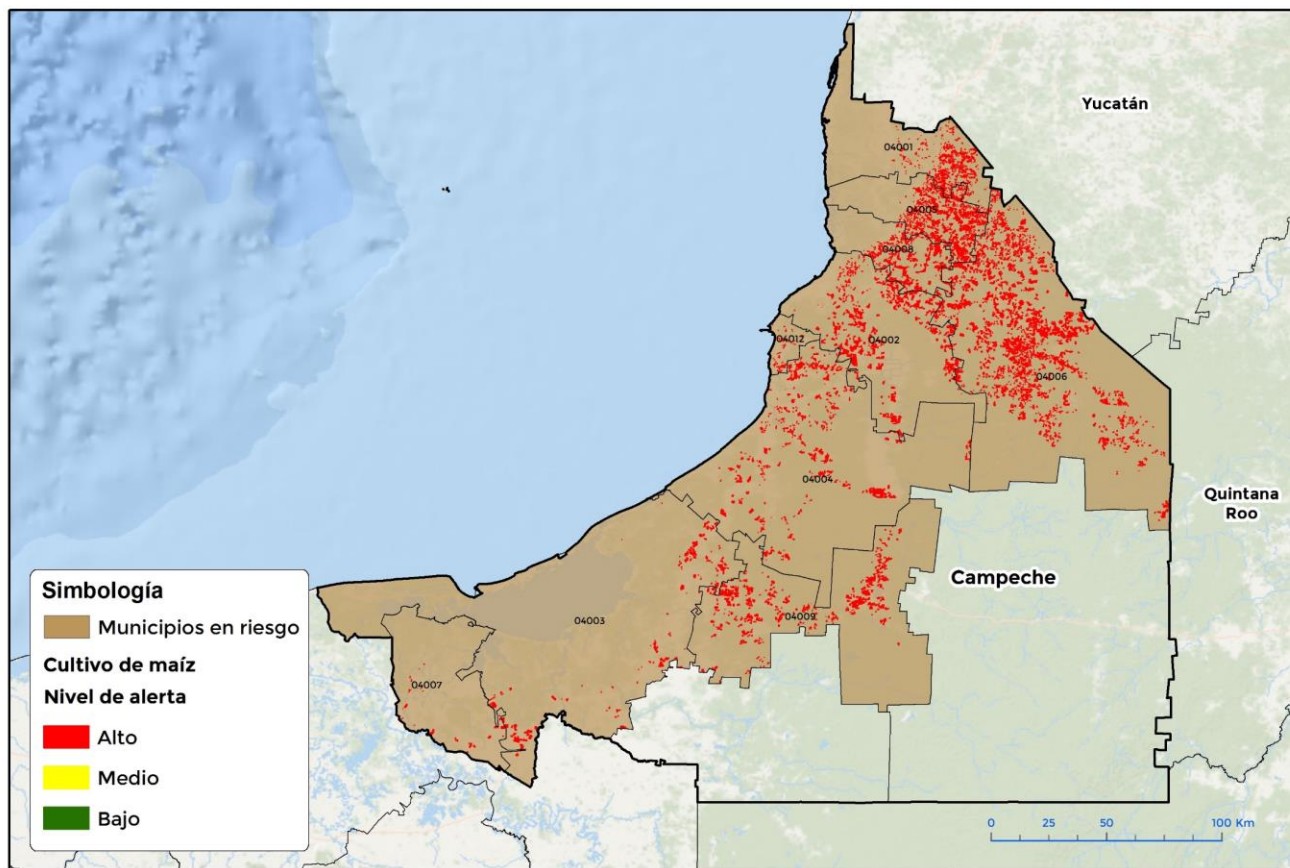 Yucatán
04001
04005
04008
04012
04002
04006
04004
Quintana
Roo
Campeche
04009
04003
04007
Simbología
Municipios en riesgo
Cultivo de maíz
Nivel de alerta
Alto
Medio
Bajo
0 25 50 100 Km